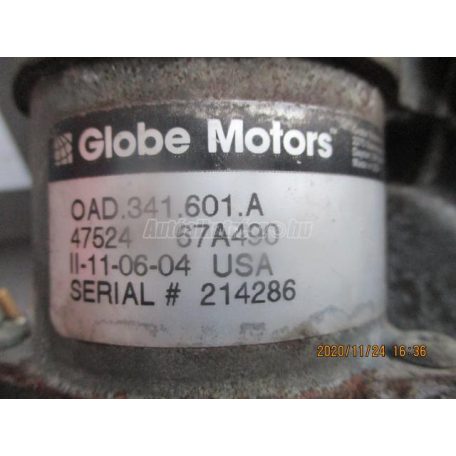 Globe Motors
OAD.341.601.A
47524 67A490
II-11-06-04 USA
SERIAL # 214286
2020/11/24 16:36